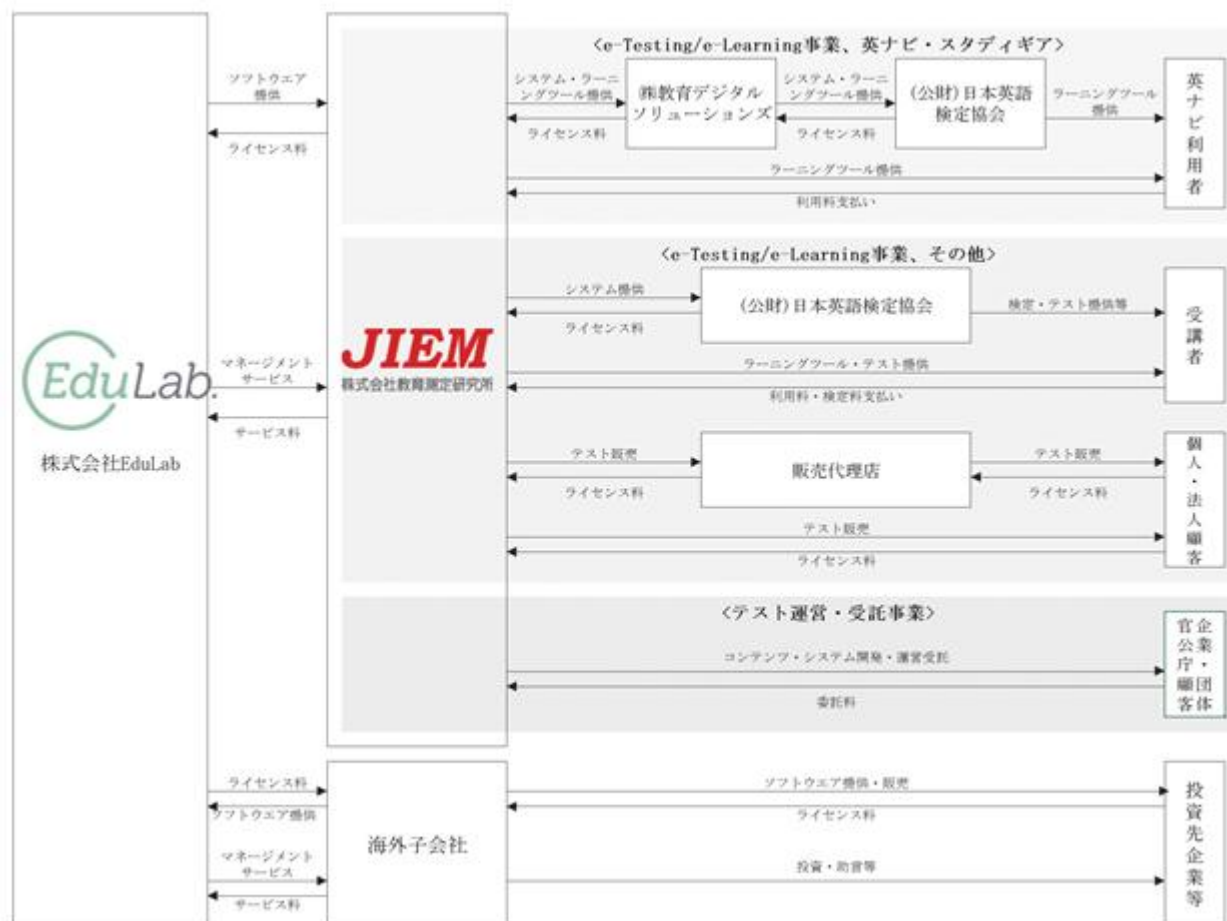 <e-Testing/e-Learning事業、英ナビ・スタディギア>
ソフトウエア
提供
ライセンス料
システム・ラーニ
ングツール提供
ライセンス料
㈱教育デジタル
ソリューションズ
システム・ラーニ
ングツール提供
ライセンス料
(公財)日本英語
検定協会
ラーニングツール
提供
英ナビ利用者
ラーニングツール提供
利用料支払い
<e-Testing/e-Learning事業、その他>
システム提供
ライセンス料
(公財)日本英語検定協会
検定・テスト提供等
受講者
ラーニングツール・テスト提供
利用料・検定料支払い
EduLab.
株式会社EduLab
マネージメント
サービス
サービス料
JIEM
株式会社教育測定研究所
テスト販売
ライセンス料
販売代理店
テスト販売
ライセンス料
個人・法人顧客
テスト販売
ライセンス料
<テスト運営・受託事業>
コンテンツ・システム開発・運営受託
委託料
企業・団体
官公庁顧客
ライセンス料
ソフトウエア提供
マネージメント
サービス
サービス料
海外子会社
ソフトウエア提供・販売
ライセンス料
投資・助言等
投資先企業等